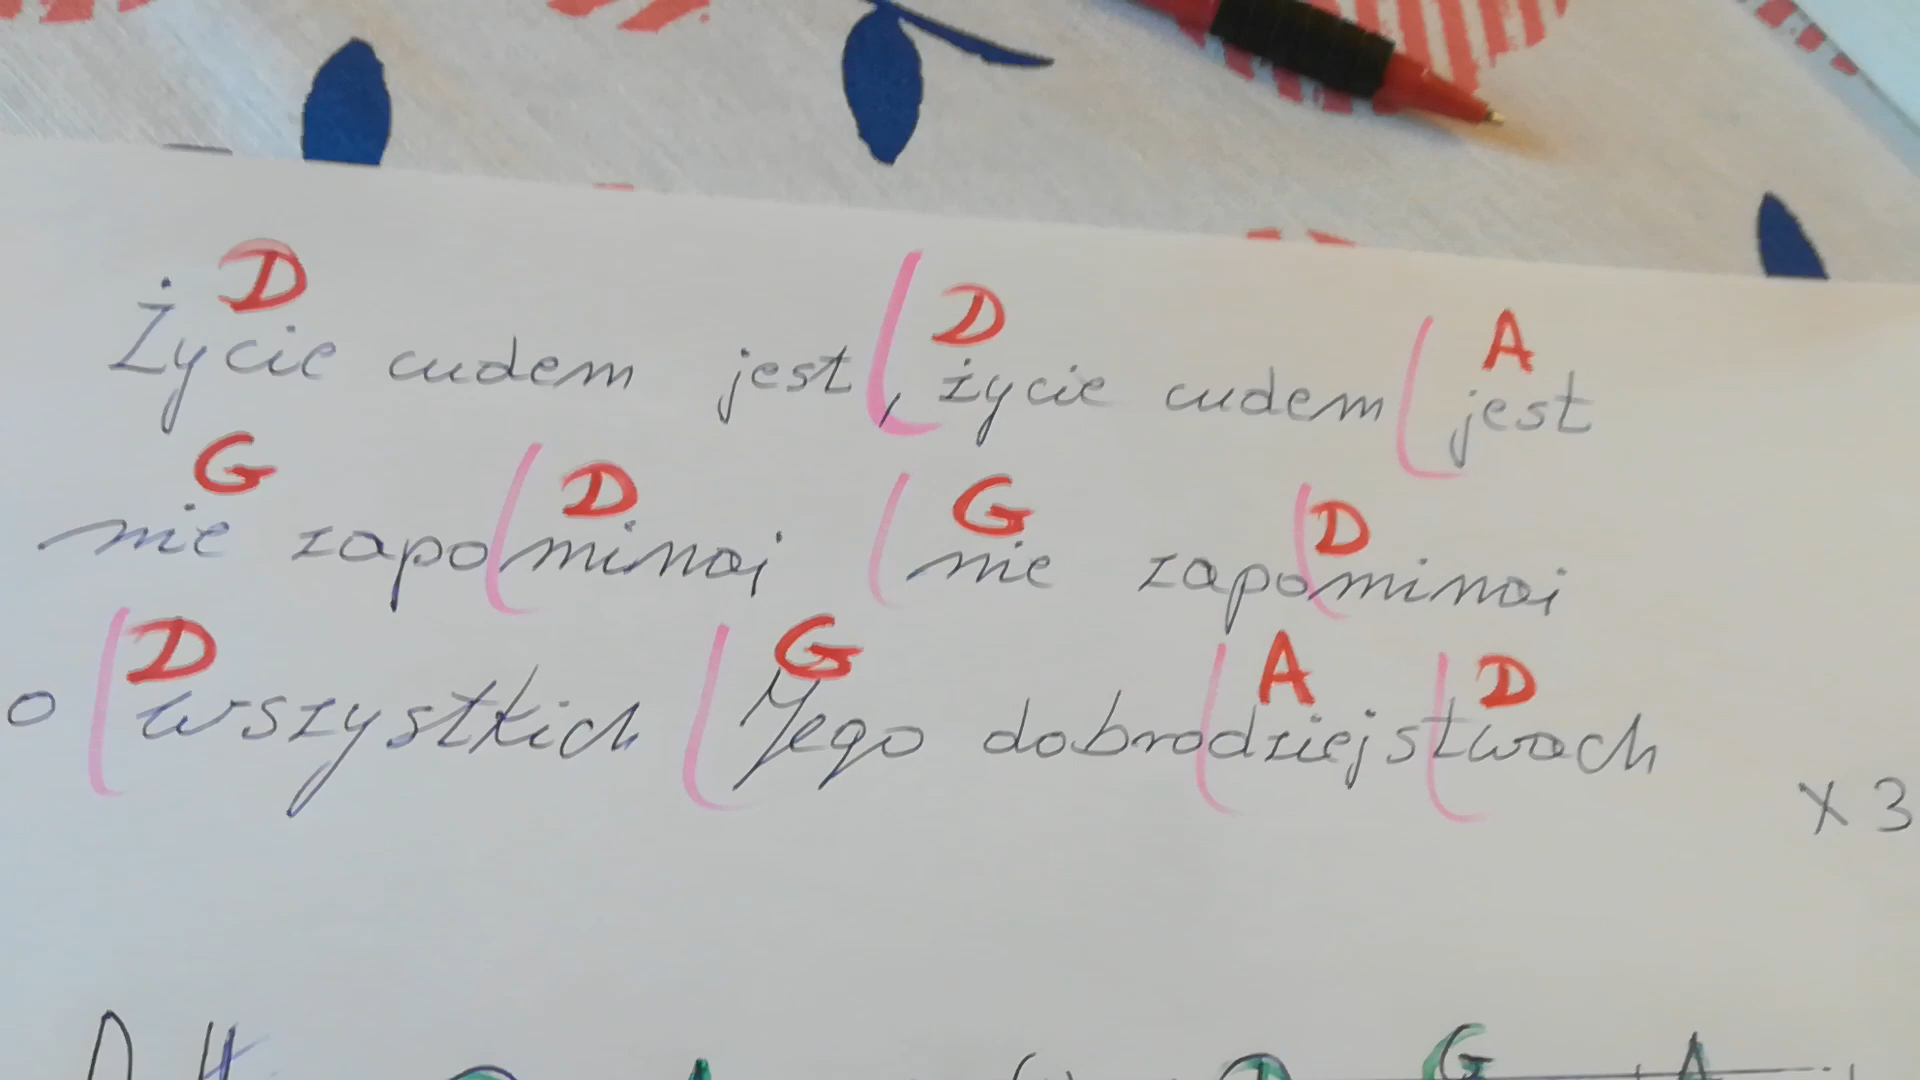 D D A
Życie cudem jest, życie cudem jest
G D G D
nie zapominaj nie zapominaj
D G A D
o wszystkich Jego dobrodziejstwach
x 3
G A